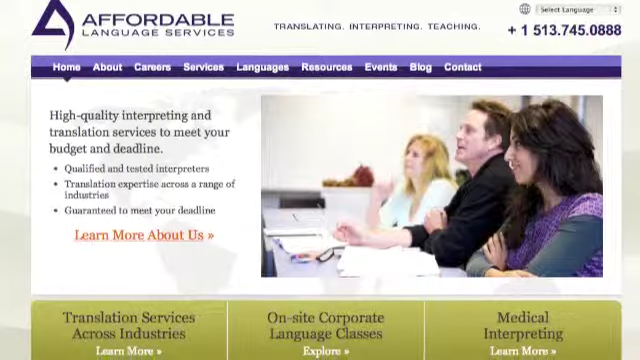 AFFORDABLE
LANGUAGE SERVICES
TRANSLATING. INTERPRETING. TEACHING.
Select Language
+ 1 513.745.0888
Home About Careers Services Languages Resources Events Blog Contact
High-quality interpreting and
translation services to meet your
budget and deadline.
• Qualified and tested interpreters
• Translation expertise across a range of
industries
• Guaranteed to meet your deadline
Learn More About Us »
Translation Services
Across Industries
Learn More »
On-site Corporate
Language Classes
Explore »
Medical
Interpreting
Learn More »